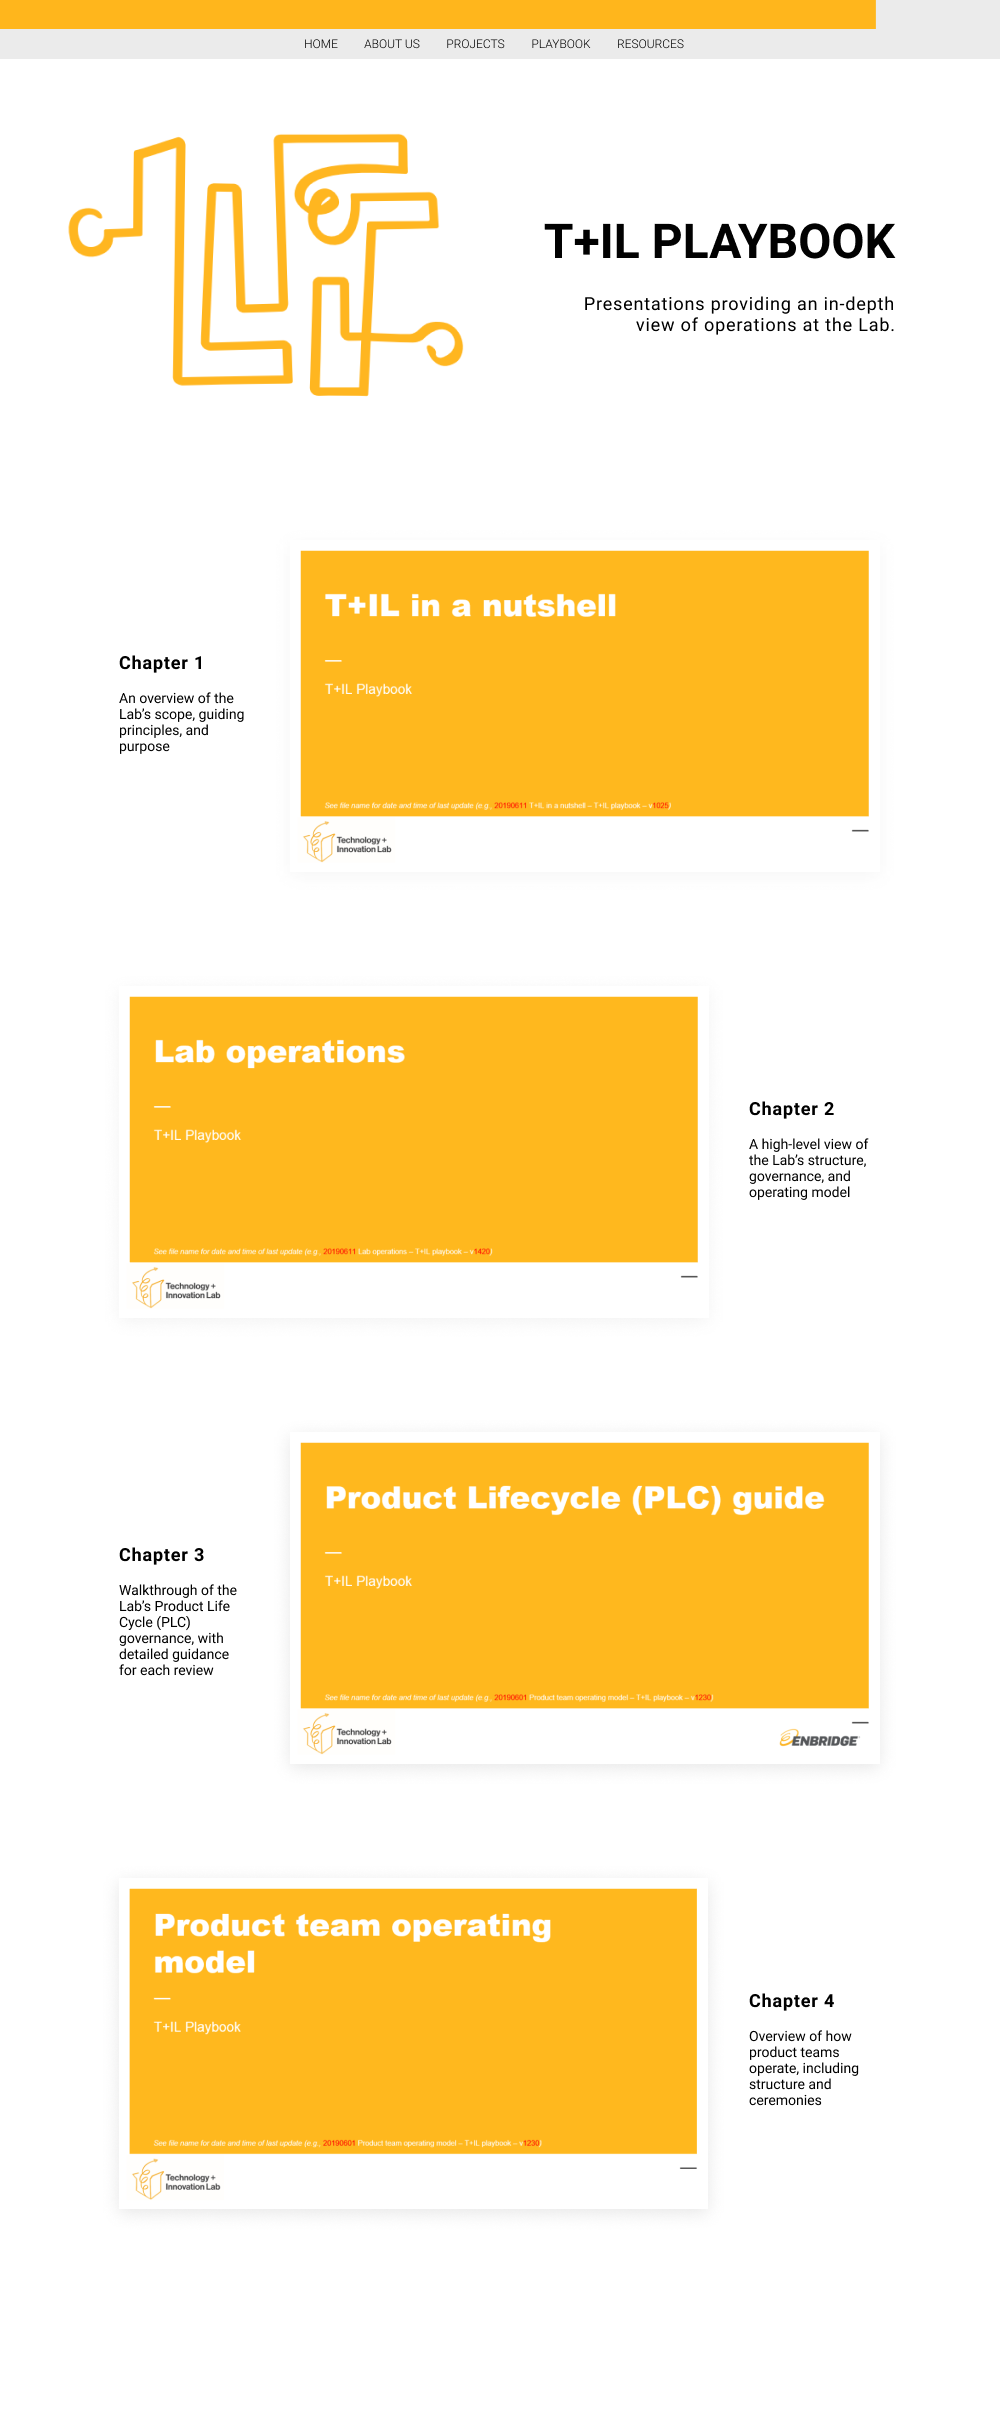 HOME ABOUT US PROJECTS PLAYBOOK RESOURCES
T+IL PLAYBOOK
Presentations providing an in-depth
view of operations at the Lab.
Chapter 1
An overview of the
Lab's scope, guiding
principles, and
purpose
T+IL in a nutshell
T+IL Playbook
See file name for date and time of last update (e.g., 20190611 T+IL in a nutshell – T+IL playbook – v1025)
Technology +
Innovation Lab
Lab operations
T+IL Playbook
See file name for date and time of last update (e.g., 20190611 Lab operations – T+IL playbook – v1420)
Technology +
Innovation Lab
Chapter 2
A high-level view of
the Lab's structure,
governance, and
operating model
Chapter 3
Walkthrough of the
Lab's Product Life
Cycle (PLC)
governance, with
detailed guidance
for each review
Product Lifecycle (PLC) guide
T+IL Playbook
See file name for date and time of last update (e.g., 20190601 Product team operating model – T+IL playbook – v1230)
Technology +
Innovation Lab
ENBRIDGE
Product team operating
model
T+IL Playbook
See file name for date and time of last update (e.g., 20190601 Product team operating model – T+IL playbook – v1230)
Technology +
Innovation Lab
Chapter 4
Overview of how
product teams
operate, including
structure and
ceremonies